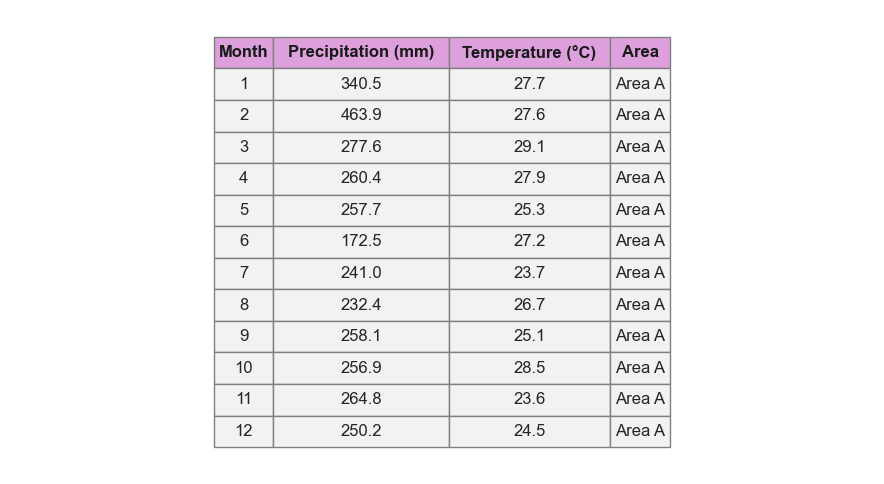 Month Precipitation (mm) Temperature (°C) Area
1 340.5 27.7 Area A
2 463.9 27.6 Area A
3 277.6 29.1 Area A
4 260.4 27.9 Area A
5 257.7 25.3 Area A
6 172.5 27.2 Area A
7 241.0 23.7 Area A
8 232.4 26.7 Area A
9 258.1 25.1 Area A
10 256.9 28.5 Area A
11 264.8 23.6 Area A
12 250.2 24.5 Area A